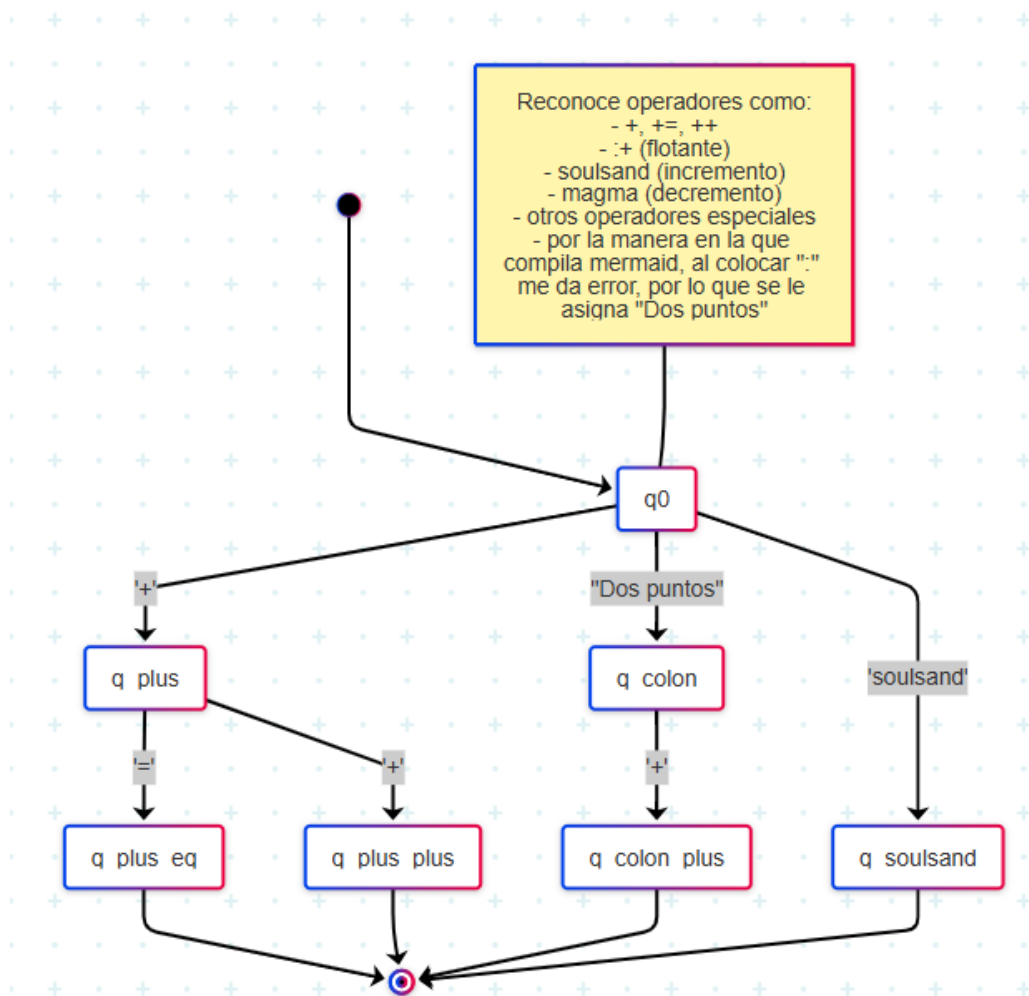 Reconoce operadores como:
- +, +=, ++
- :+ (flotante)
- soulsand (incremento)
- magma (decremento)
- otros operadores especiales
- por la manera en la que
compila mermaid, al colocar ":"
me da error, por lo que se le
asigna "Dos puntos"
q0
'+'
"Dos puntos"
q plus
q colon
'soulsand'
'='
'+'
'+'
q plus eq
q plus plus
q colon plus
q soulsand